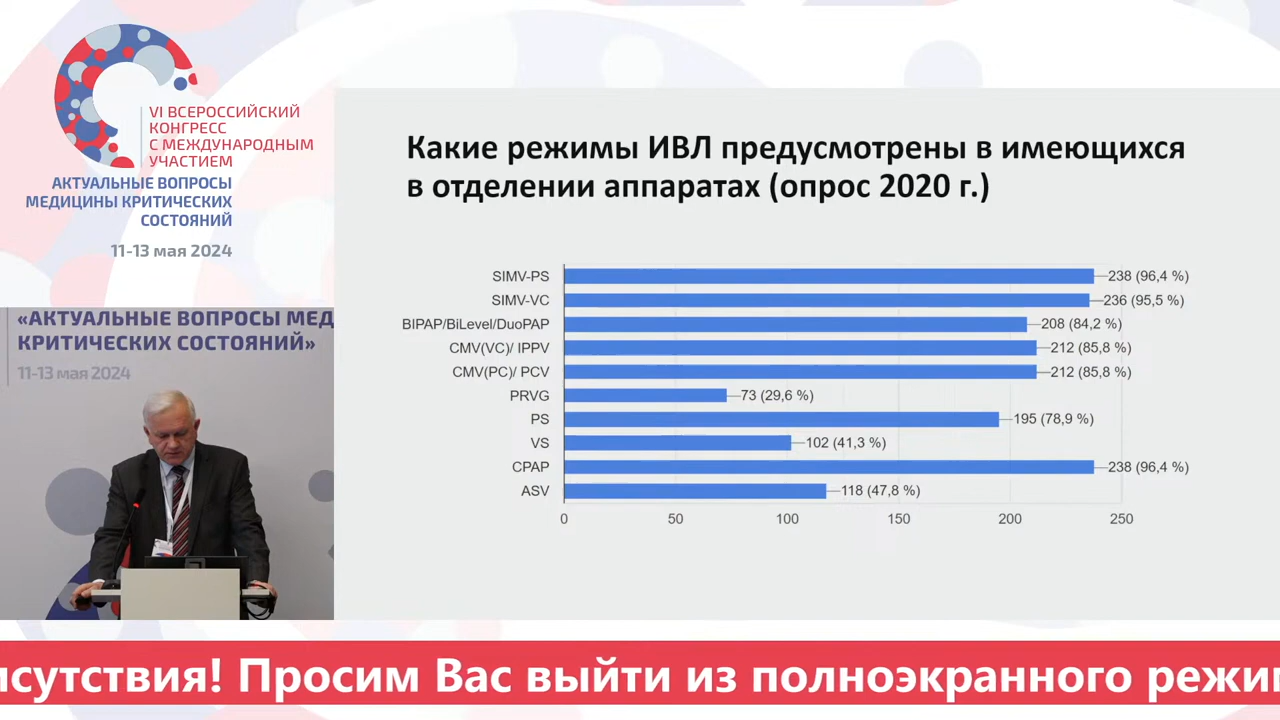 VI ВСЕРОССИЙСКИЙ
КОНГРЕСС
С МЕЖДУНАРОДНЫМ
УЧАСТИЕМ
АКТУАЛЬНЫЕ ВОПРОСЫ
МЕДИЦИНЫ КРИТИЧЕСКИХ
СОСТОЯНИЙ
11-13 мая 2024
«АКТУАЛЬНЫЕ ВОПРОСЫ МЕД
КРИТИЧЕСКИХ СОСТОЯНИЙ»
11-13 мая 2024
Какие режимы ИВЛ предусмотрены в имеющихся
в отделении аппаратах (опрос 2020 г.)
SIMV-PS 238 (96,4 %)
SIMV-VC 236 (95,5 %)
BIPAP/BiLevel/DuoPAP 208 (84,2 %)
CMV(VC)/ IPPV 212 (85,8 %)
CMV(PC)/ PCV 212 (85,8 %)
PRVG 73 (29,6 %)
PS 195 (78,9 %)
VS 102 (41,3 %)
CPAP 238 (96,4 %)
ASV 118 (47,8 %)
0 50 100 150 200 250
исутствия! Просим Вас выйти из полноэкранного режи